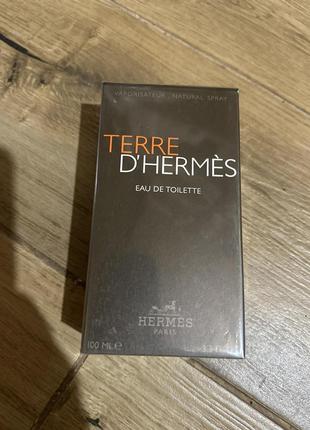 VAPORISATEUR NATURAL SPRAY
TERRE
D'HERMÈS
EAU DE TOILETTE
HERMÈS
PARIS
100 ML ℮